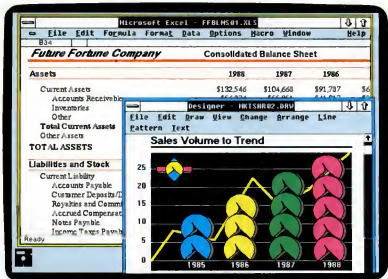 Microsoft Excel - FFBLNS01.XLS
File Edit Formula Format Data Options Macro Window Help
B34
Future Fortune Company Consolidated Balance Sheet
Assets 1988 1987 1986
Current Assets $132,546 $104,668 $91,787 $6
Accounts Receivable
Inventories
Other
Total Current Assets
Other Assets
TOTAL ASSETS
Liabilities and Stock
Current Liability
Accounts Payable
Customer Deposits/
Royalties and Commi
Accrued Compensat
Notes Payable
Income Taxes Payab
Ready
Designer - MKTSHR02.DRW
File Edit Draw View Change Arrange Line
Pattern Text
Sales Volume to Trend
25
20
15
10
5
0
1985 1986 1987 1988